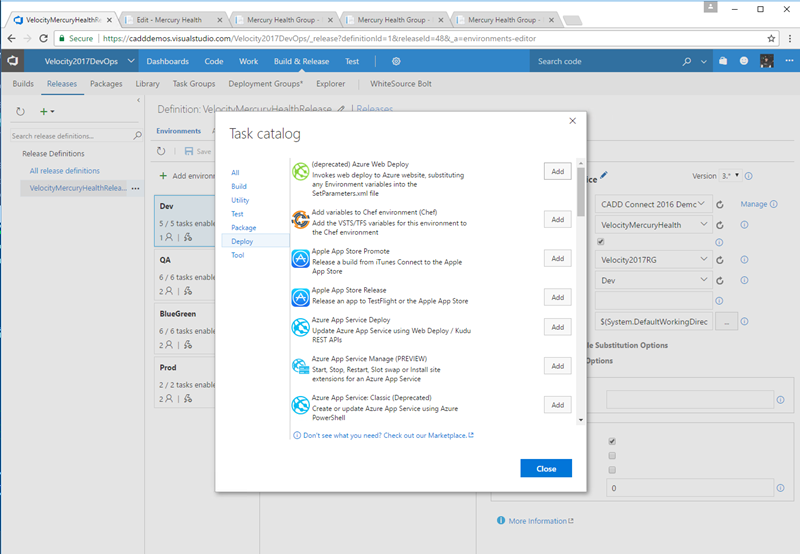 VelocityMercuryHealthR
Edit - Mercury Health
Mercury Health Group -
Mercury Health Group -
Mercury Health Group -
Secure
https://cadddemos.visualstudio.com/Velocity2017DevOps/_release?definitionId=1&releaseId=48&_a=environments-editor
Velocity2017DevOps
Dashboards
Code
Work
Build & Release
Test
Search code
Builds
Releases
Packages
Library
Task Groups
Deployment Groups*
Explorer
WhiteSource Bolt
Definition: VelocityMercuryHealthRelease | Releases
Search release definitions...
Release Definitions
All release definitions
VelocityMercuryHealthRelea...
Environments
Save
Add environ
Dev
5 / 5 tasks enable
1
QA
6 / 6 tasks enable
2
BlueGreen
6 / 6 tasks enable
2
Prod
2 / 2 tasks enable
2
Task catalog
All
Build
Utility
Test
Package
Deploy
Tool
(deprecated) Azure Web Deploy
Invokes web deploy to Azure website, substituting
any Environment variables into the
SetParameters.xml file
Add
Add variables to Chef environment (Chef)
Add the VSTS/TFS variables for this environment to
the Chef environment
Add
Apple App Store Promote
Release a build from iTunes Connect to the Apple
App Store
Add
Apple App Store Release
Release an app to TestFlight or the Apple App Store
Add
Azure App Service Deploy
Update Azure App Service using Web Deploy / Kudu
REST APIs
Add
Azure App Service Manage (PREVIEW)
Start, Stop, Restart, Slot swap or Install site
extensions for an Azure App Service
Add
Azure App Service: Classic (Deprecated)
Create or update Azure App Service using Azure
PowerShell
Add
Don't see what you need? Check out our Marketplace.
Close
vice
Version 3.*
CADD Connect 2016 Demo
Manage
VelocityMercuryHealth
Velocity2017RG
Dev
$(System.DefaultWorkingDirec
...
le Substitution Options
Options
0
More Information